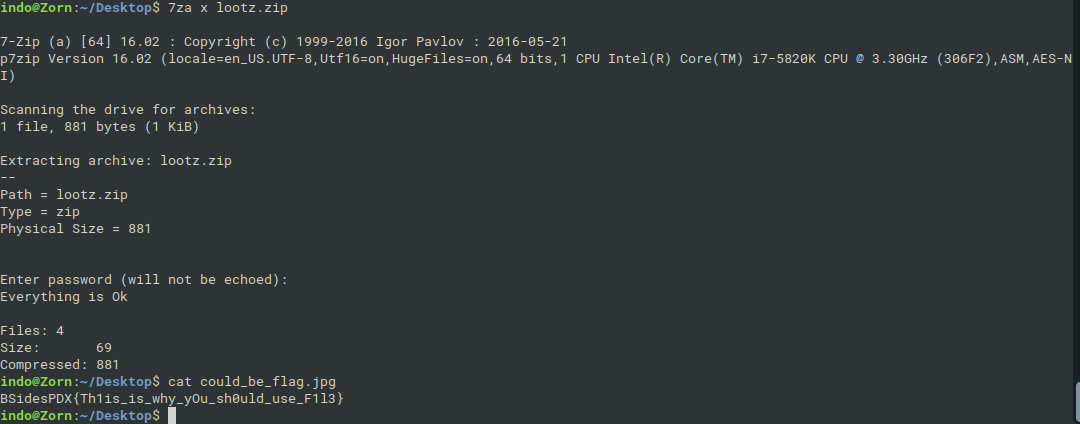 indo@Zorn:~/Desktop$ 7za x lootz.zip
7-Zip (a) [64] 16.02 : Copyright (c) 1999-2016 Igor Pavlov : 2016-05-21
p7zip Version 16.02 (locale=en_US.UTF-8,Utf16=on,HugeFiles=on,64 bits,1 CPU Intel(R) Core(TM) i7-5820K CPU @ 3.30GHz (306F2),ASM,AES-N
I)
Scanning the drive for archives:
1 file, 881 bytes (1 KiB)
Extracting archive: lootz.zip
--
Path = lootz.zip
Type = zip
Physical Size = 881
Enter password (will not be echoed):
Everything is Ok
Files: 4
Size:       69
Compressed: 881
indo@Zorn:~/Desktop$ cat could_be_flag.jpg
BSidesPDX{Th1is_is_why_yOu_sh0uld_use_F1l3}
indo@Zorn:~/Desktop$